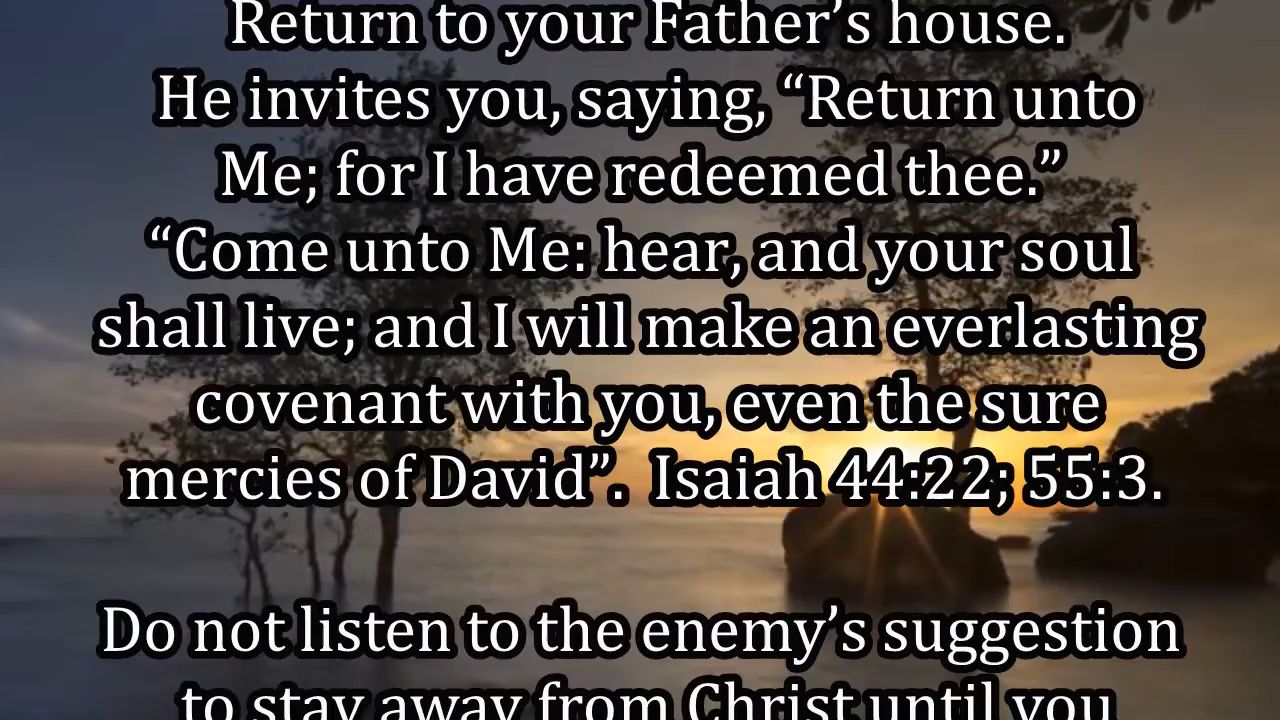 Return to your Father’s house.
He invites you, saying, “Return unto
Me; for I have redeemed thee.”
“Come unto Me: hear, and your soul
shall live; and I will make an everlasting
covenant with you, even the sure
mercies of David”.  Isaiah 44:22; 55:3.
Do not listen to the enemy’s suggestion
to stay away from Christ until you